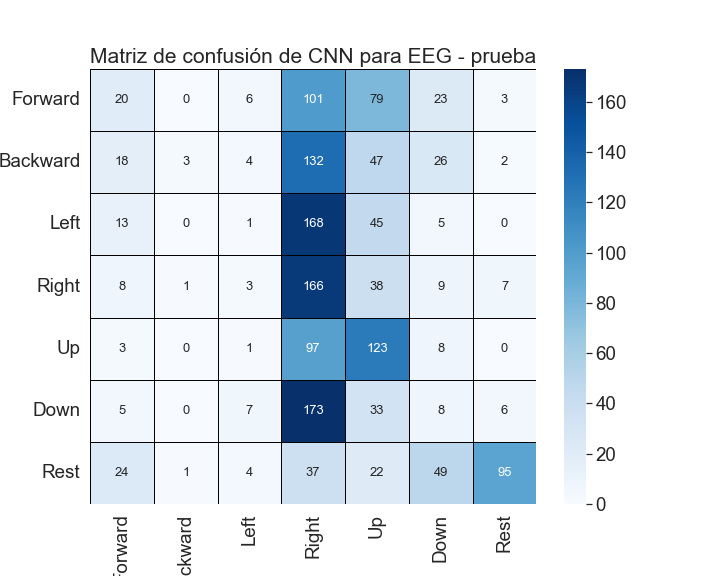 Matriz de confusión de CNN para EEG - prueba
Forward 20 0 6 101 79 23 3
Backward 18 3 4 132 47 26 2
Left 13 0 1 168 45 5 0
Right 8 1 3 166 38 9 7
Up 3 0 1 97 123 8 0
Down 5 0 7 173 33 8 6
Rest 24 1 4 37 22 49 95
Forward
ckward
Left
Right
Up
Down
Rest
160
140
120
100
80
60
40
20
0